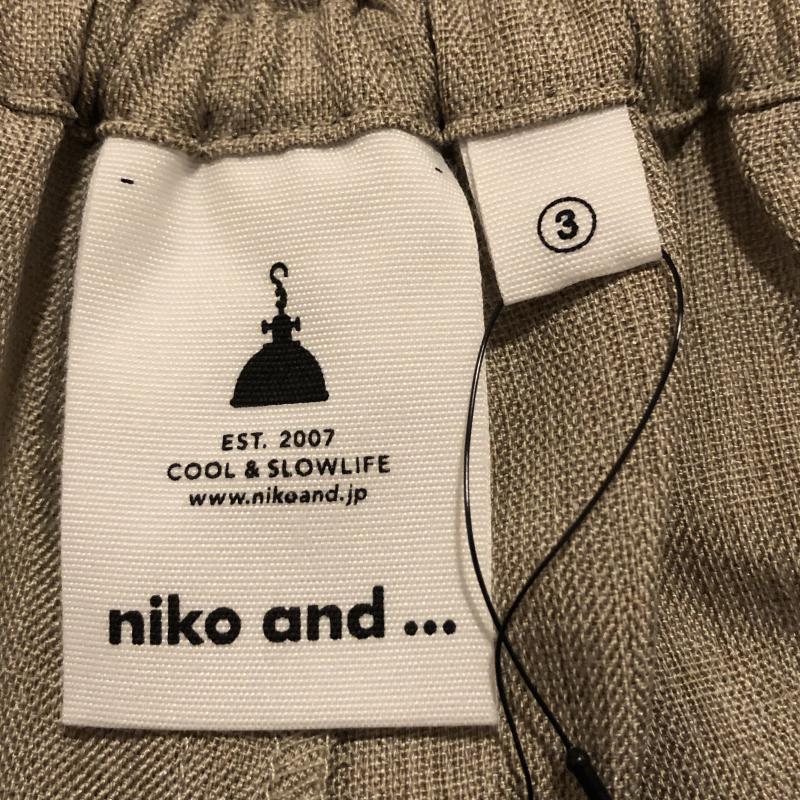 3
EST. 2007
COOL & SLOWLIFE
www.nikoand.jp
niko and ...